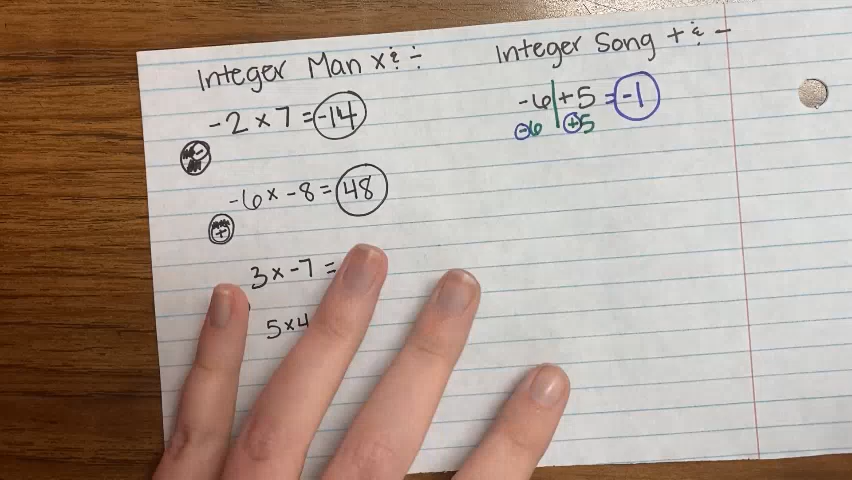 Integer Man x & ÷
-2 x 7 = -14
-6 x -8 = 48
+
3 x -7 =
5 x 4
Integer Song + & -
-6 | +5 = -1
-6 +5